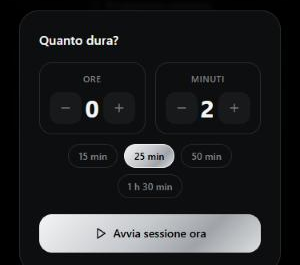 Quanto dura?
ORE
MINUTI
− 0 +
− 2 +
15 min
25 min
50 min
1 h 30 min
Avvia sessione ora